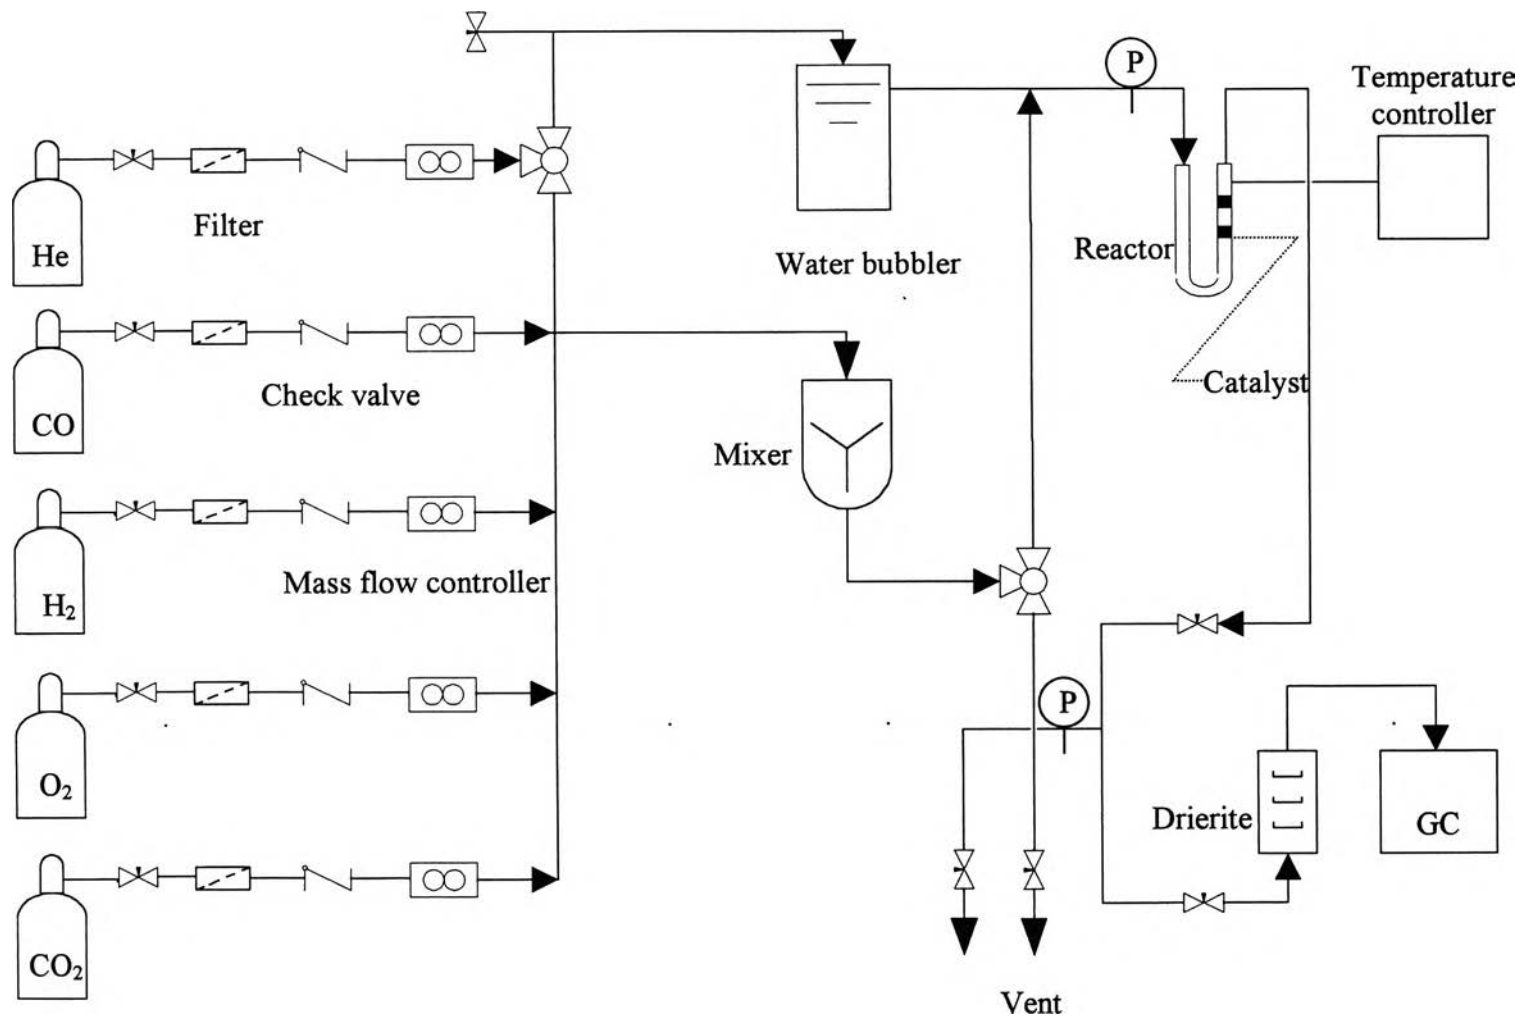 P
Temperature
controller
Filter
He
Water bubbler
Reactor
Check valve
CO
Catalyst
Mixer
Mass flow controller
H₂
P
O₂
Drierite
GC
CO₂
Vent